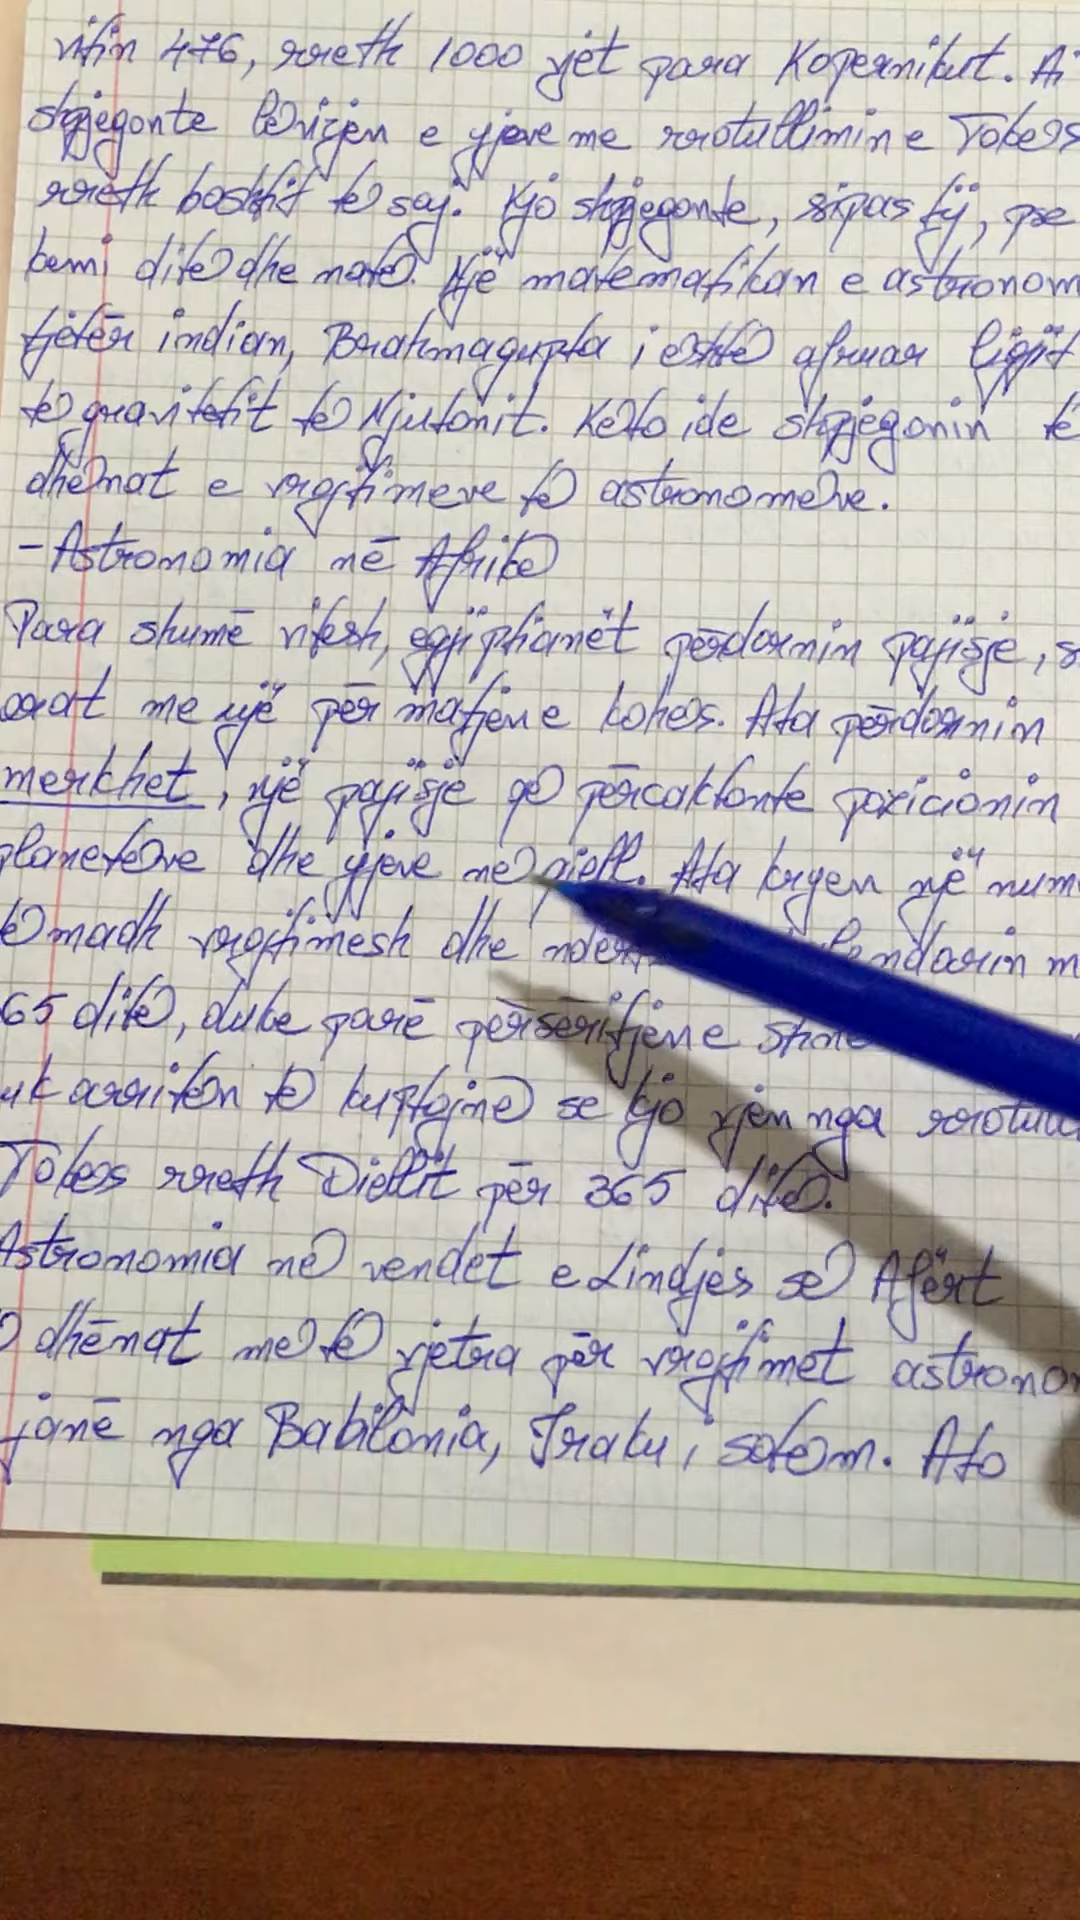 vitin 476, rreth 1000 vjet para Kopernikut. Ai
shpjegonte lëvizjen e yjeve me rrotullimin e Tokës
rreth boshtit të saj. Kjo shpjegonte, sipas tij, pse
kemi ditë dhe natë. Një matematikan e astronom
tjetër indian, Brahmagupta i është afruar ligjit
të gravitetit të Njutonit. Këto ide shpjegonin të
dhënat e vrojtimeve të astronomëve.
- Astronomia në Afrikë
Para shumë vitesh, egjiptianët përdornin pajisje, s
orat me ujë për matjen e kohës. Ata përdornin
merkhet, një pajisje që përcaktonte pozicionin
planetëve dhe yjeve në qiell. Ata kryen një num
të madh vrojtimesh dhe ndërt ndarin m
65 ditë, duke parë përsëritjen e stinë
uk arritën të kuptojnë se kjo vjen nga rrotull
Tokës rreth Diellit për 365 ditë.
Astronomia në vendet e Lindjes së Afërt
dhënat më të vjetra për vrojtimet astronom
janë nga Babilonia, Iraku i sotëm. Ato